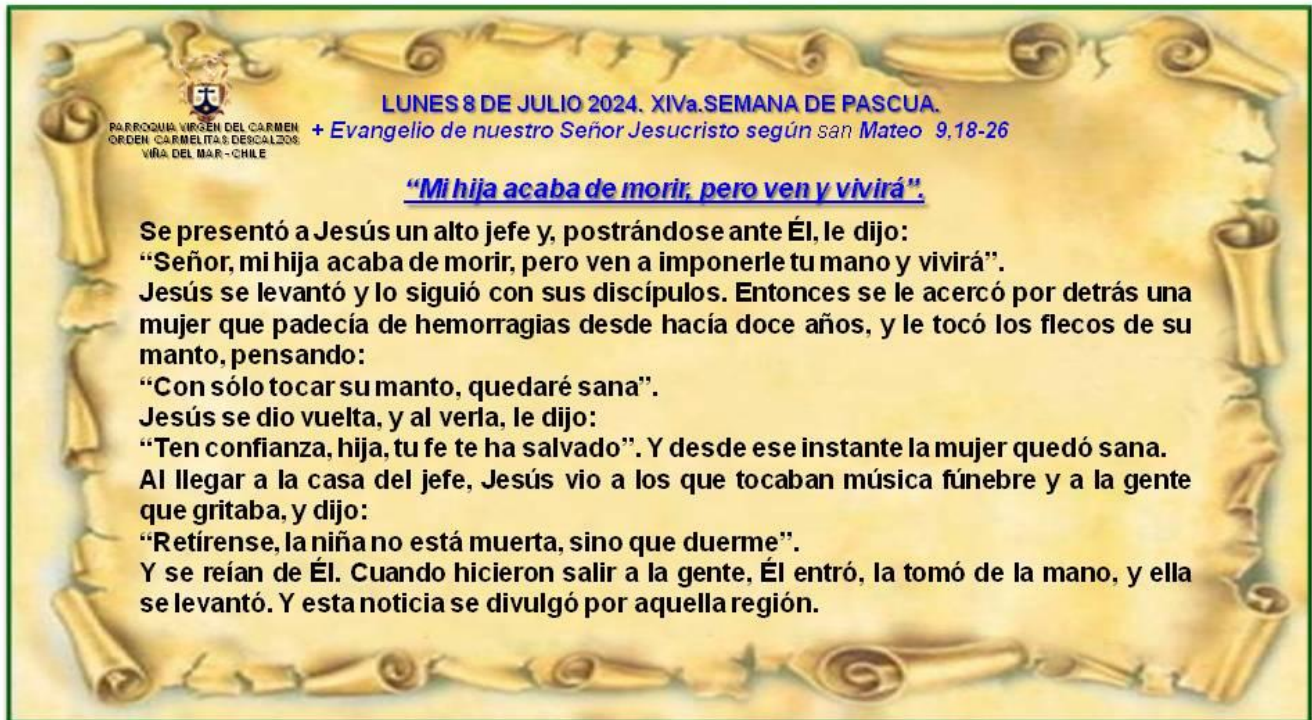 PARROQUIA VIRGEN DEL CARMEN
ORDEN CARMELITAS DESCALZOS
VIÑA DEL MAR - CHILE
LUNES 8 DE JULIO 2024. XIVa.SEMANA DE PASCUA.
+ Evangelio de nuestro Señor Jesucristo según san Mateo 9,18-26
“Mi hija acaba de morir, pero ven y vivirá”.
Se presentó a Jesús un alto jefe y, postrándose ante Él, le dijo:
“Señor, mi hija acaba de morir, pero ven a imponerle tu mano y vivirá”.
Jesús se levantó y lo siguió con sus discípulos. Entonces se le acercó por detrás una
mujer que padecía de hemorragias desde hacía doce años, y le tocó los flecos de su
manto, pensando:
“Con sólo tocar su manto, quedaré sana”.
Jesús se dio vuelta, y al verla, le dijo:
“Ten confianza, hija, tu fe te ha salvado”. Y desde ese instante la mujer quedó sana.
Al llegar a la casa del jefe, Jesús vio a los que tocaban música fúnebre y a la gente
que gritaba, y dijo:
“Retírense, la niña no está muerta, sino que duerme”.
Y se reían de Él. Cuando hicieron salir a la gente, Él entró, la tomó de la mano, y ella
se levantó. Y esta noticia se divulgó por aquella región.